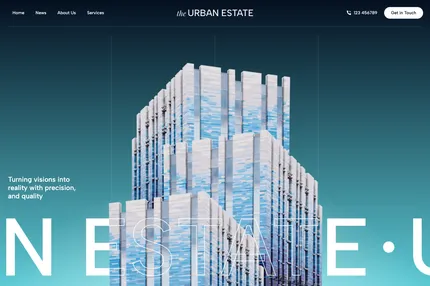 Home
News
About Us
Services
the URBAN ESTATE
123 456789
Get in Touch
Turning visions into
reality with precision,
and quality
N ESTATE · U